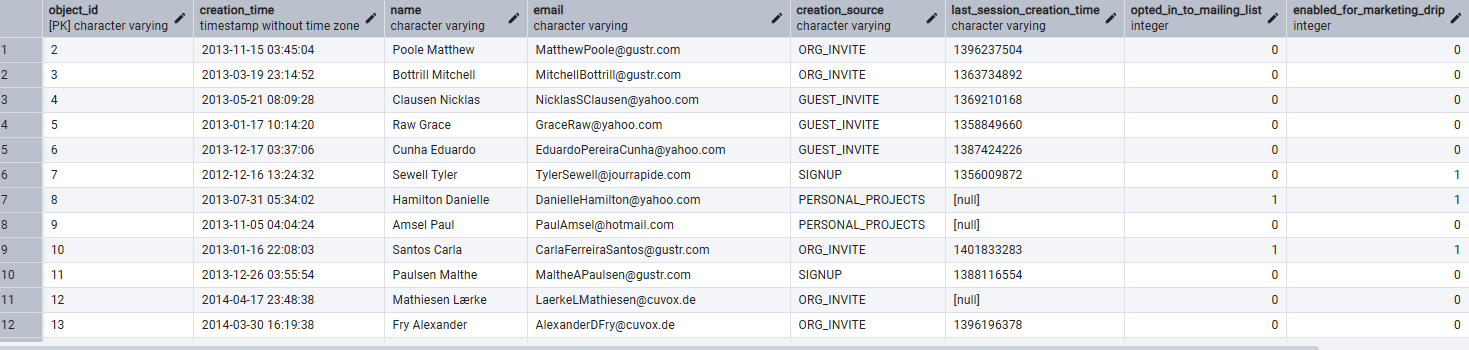 object_id creation_time name email creation_source last_session_creation_time opted_in_to_mailing_list enabled_for_marketing_drip
[PK] character varying timestamp without time zone character varying character varying character varying character varying integer integer
1 2 2013-11-15 03:45:04 Poole Matthew MatthewPoole@gustr.com ORG_INVITE 1396237504 0 0
2 3 2013-03-19 23:14:52 Bottrill Mitchell MitchellBottrill@gustr.com ORG_INVITE 1363734892 0 0
3 4 2013-05-21 08:09:28 Clausen Nicklas NicklasSClausen@yahoo.com GUEST_INVITE 1369210168 0 0
4 5 2013-01-17 10:14:20 Raw Grace GraceRaw@yahoo.com GUEST_INVITE 1358849660 0 0
5 6 2013-12-17 03:37:06 Cunha Eduardo EduardoPereiraCunha@yahoo.com GUEST_INVITE 1387424226 0 0
6 7 2012-12-16 13:24:32 Sewell Tyler TylerSewell@jourrapide.com SIGNUP 1356009872 0 1
7 8 2013-07-31 05:34:02 Hamilton Danielle DanielleHamilton@yahoo.com PERSONAL_PROJECTS [null] 1 1
8 9 2013-11-05 04:04:24 Amsel Paul PaulAmsel@hotmail.com PERSONAL_PROJECTS [null] 0 0
9 10 2013-01-16 22:08:03 Santos Carla CarlaFerreiraSantos@gustr.com ORG_INVITE 1401833283 1 1
10 11 2013-12-26 03:55:54 Paulsen Malthe MaltheAPaulsen@gustr.com SIGNUP 1388116554 0 0
11 12 2014-04-17 23:48:38 Mathiesen Lærke LaerkeLMathiesen@cuvox.de ORG_INVITE [null] 0 0
12 13 2014-03-30 16:19:38 Fry Alexander AlexanderDFry@cuvox.de ORG_INVITE 1396196378 0 0